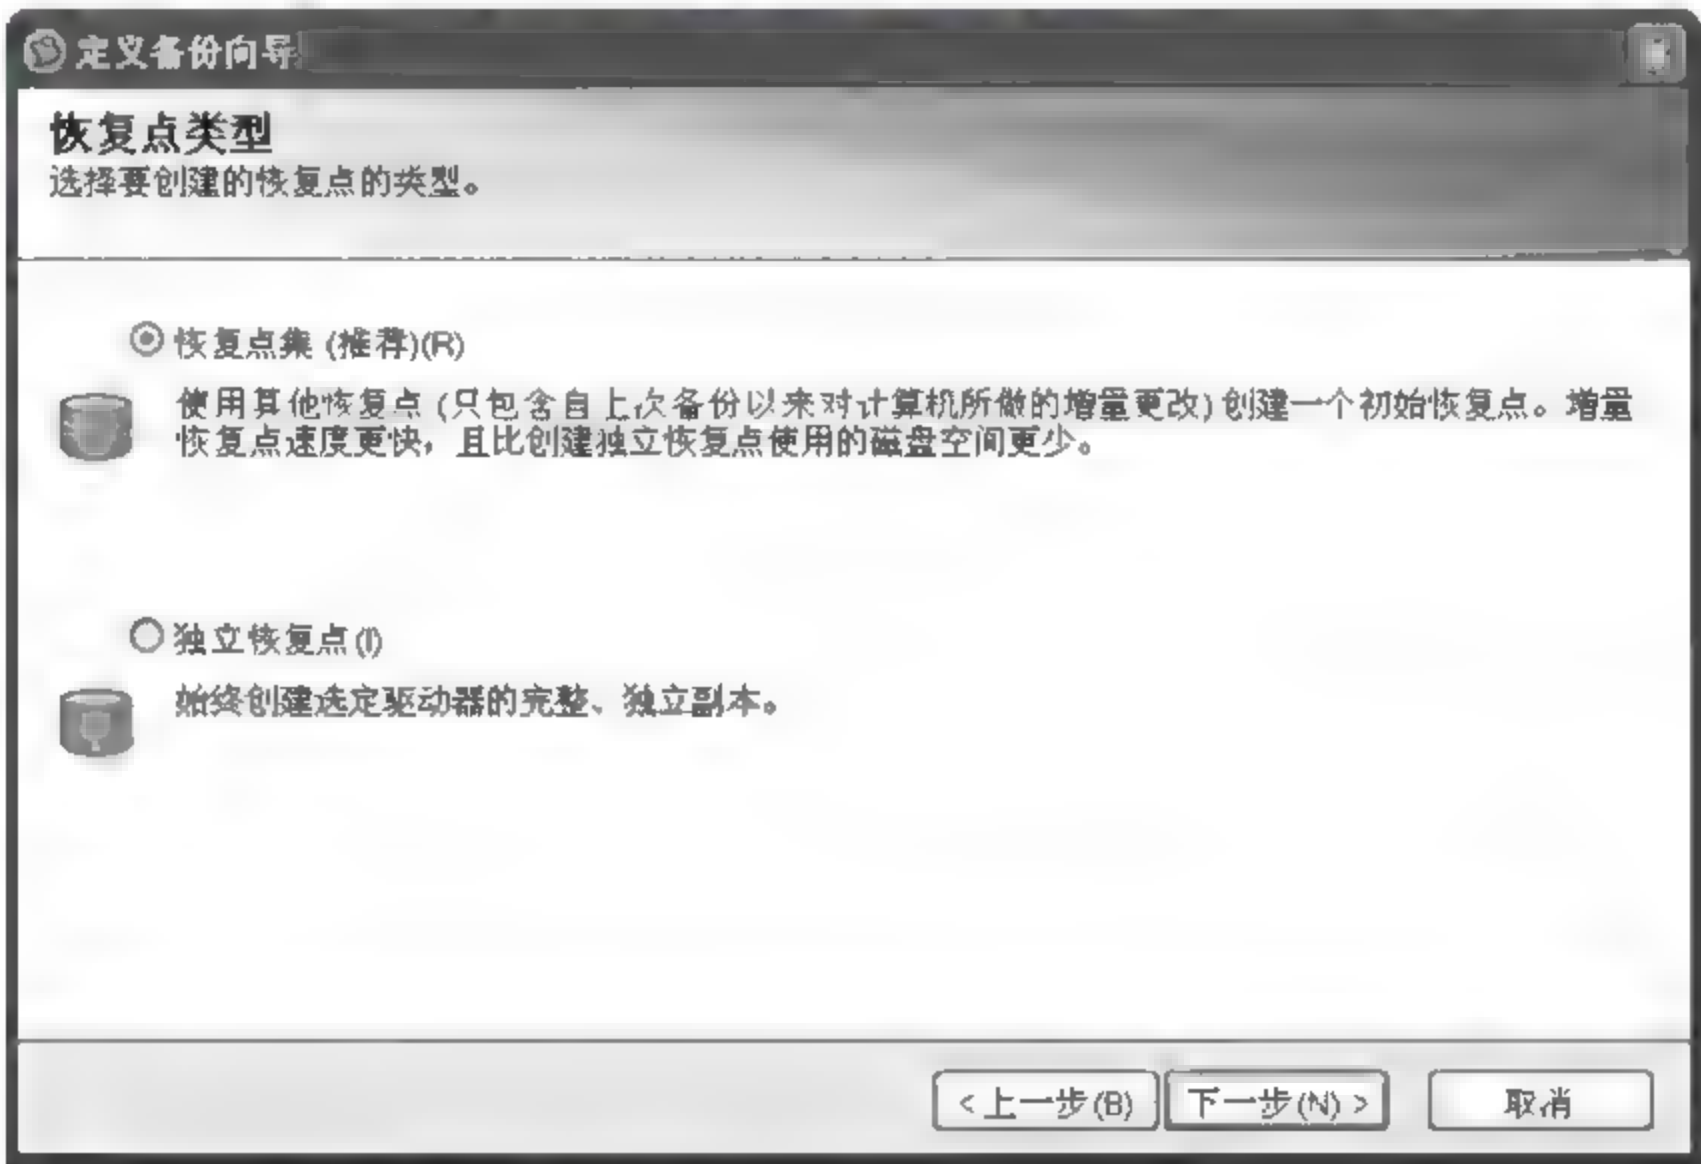 定义备份向导
恢复点类型
选择要创建的恢复点的类型。
恢复点集 (推荐)(R)
使用其他恢复点 (只包含自上次备份以来对计算机所做的增量更改) 创建一个初始恢复点。增量
恢复点速度更快，且比创建独立恢复点使用的磁盘空间更少。
独立恢复点(I)
始终创建选定驱动器的完整、独立副本。
< 上一步(B)
下一步(N) >
取消